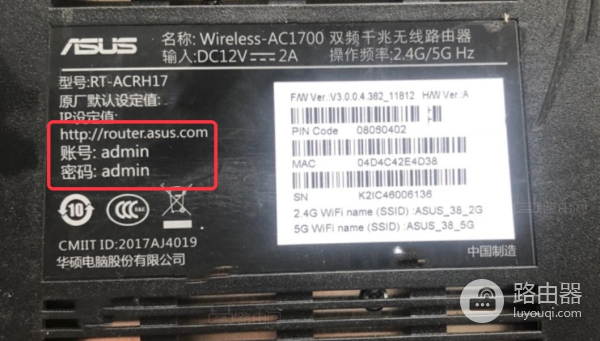 ASUS
名称: Wireless-AC1700 双频千兆无线路由器
输入:DC12V⎓2A 操作频率:2.4G/5G Hz
型号:RT-ACRH17
原厂默认设定值:
IP设定值:
http://router.asus.com
账号: admin
密码: admin
10
CCC
CMIIT ID:2017AJ4019
华硕电脑股份有限公司
F/W Ver.:V3.0.0.4.382_11812 H/W Ver.:A
PIN Code 08060402
MAC 04D4C42E4D38
SN K2IC46006136
2.4G WiFi name (SSID) :ASUS_38_2G
5G WiFi name (SSID) :ASUS_38_5G
中国制造
路由器
luyouqi.com